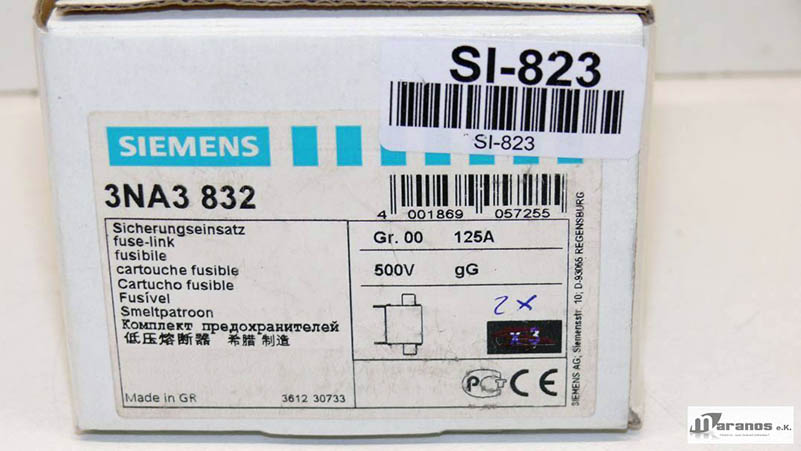 SI-823
SI-823
SIEMENS
3NA3 832
4 001869 057255
Sicherungseinsatz
fuse-link
fusibile
cartouche fusible
Cartucho fusible
Fusível
Smeltpatroon
Комплект предохранителей
低压熔断器 希腊 制造
Gr. 00 125A
500V gG
2x
Made in GR
3612 30733
PCT CE
SIEMENS AG, Siemensstr. 10; D-93055 REGENSBURG
maranos e.K.